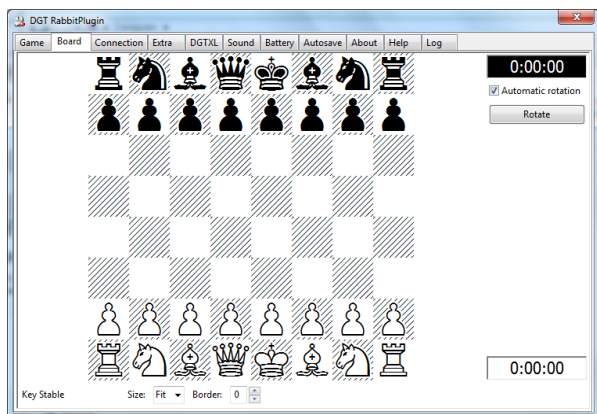 DGT RabbitPlugin
Game Board Connection Extra DGTXL Sound Battery Autosave About Help Log
0:00:00
Automatic rotation
Rotate
0:00:00
Key Stable Size: Fit Border: 0